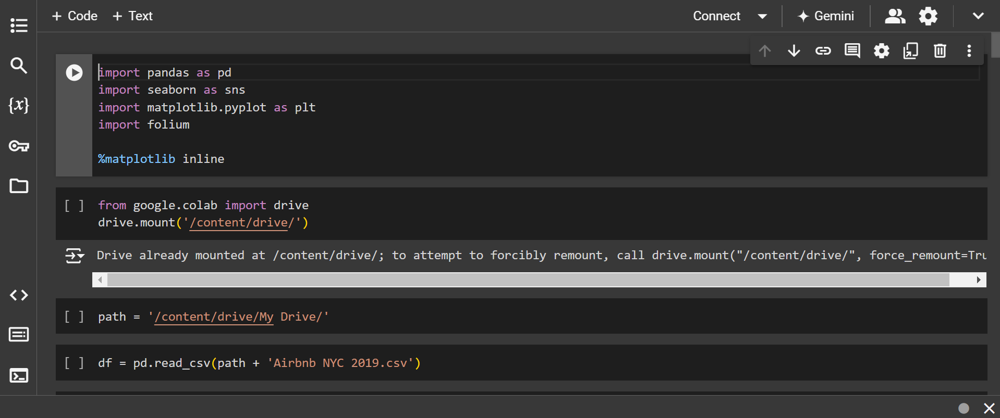 + Code + Text Connect Gemini
import pandas as pd
import seaborn as sns
import matplotlib.pyplot as plt
import folium
%matplotlib inline
[ ] from google.colab import drive
drive.mount('/content/drive/')
Drive already mounted at /content/drive/; to attempt to forcibly remount, call drive.mount("/content/drive/", force_remount=Tru
[ ] path = '/content/drive/My Drive/'
[ ] df = pd.read_csv(path + 'Airbnb NYC 2019.csv')